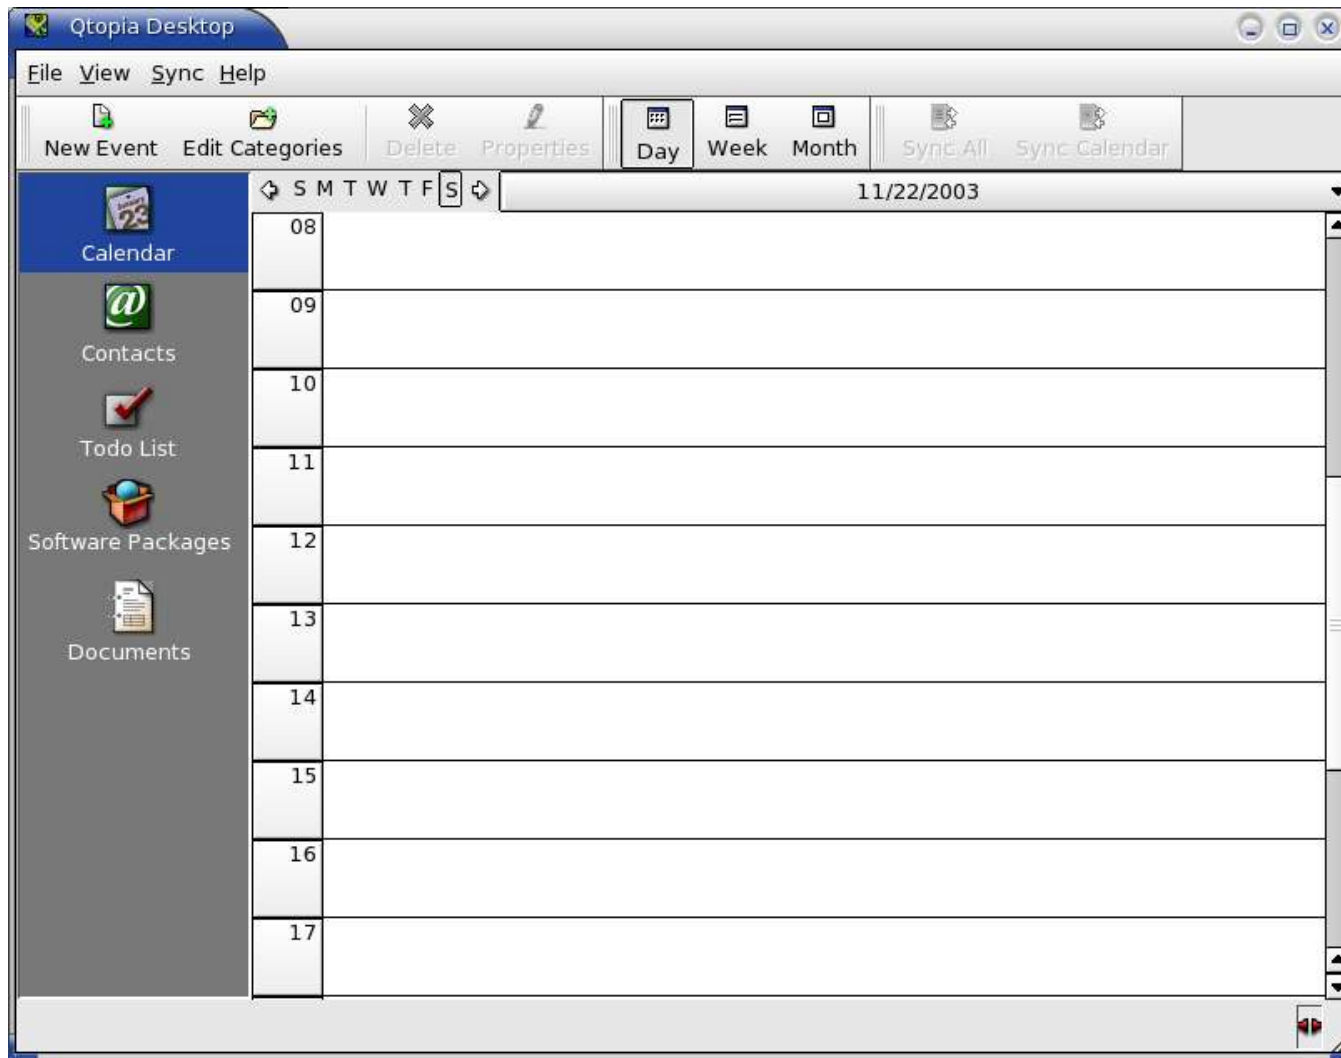 Qtopia Desktop
File View Sync Help
New Event Edit Categories Delete Properties Day Week Month Sync All Sync Calendar
S M T W T F S 11/22/2003
January 23
Calendar
Contacts
Todo List
Software Packages
Documents
08
09
10
11
12
13
14
15
16
17